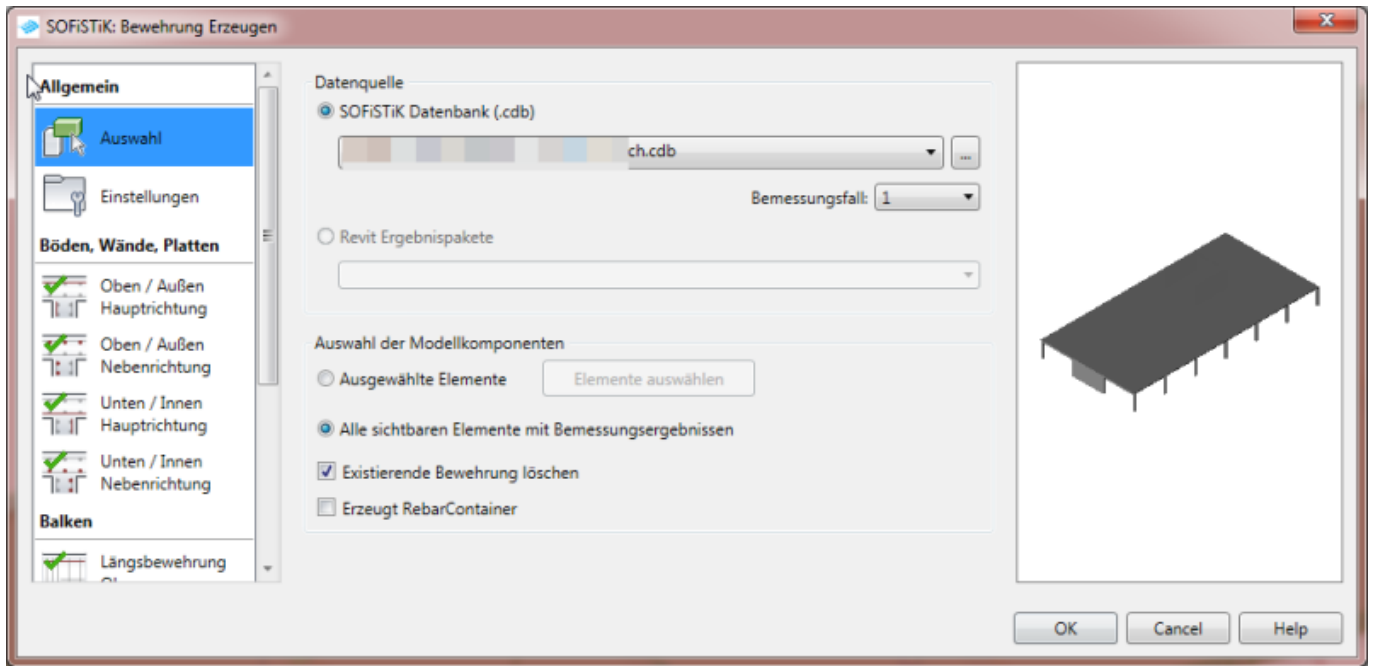 SOFiSTiK: Bewehrung Erzeugen
Allgemein
Auswahl
Einstellungen
Böden, Wände, Platten
Oben / Außen
Hauptrichtung
Oben / Außen
Nebenrichtung
Unten / Innen
Hauptrichtung
Unten / Innen
Nebenrichtung
Balken
Längsbewehrung
Datenquelle
SOFiSTiK Datenbank (.cdb)
ch.cdb
...
Bemessungsfall: 1
Revit Ergebnispakete
Auswahl der Modellkomponenten
Ausgewählte Elemente
Elemente auswählen
Alle sichtbaren Elemente mit Bemessungsergebnissen
Existierende Bewehrung löschen
Erzeugt RebarContainer
OK
Cancel
Help